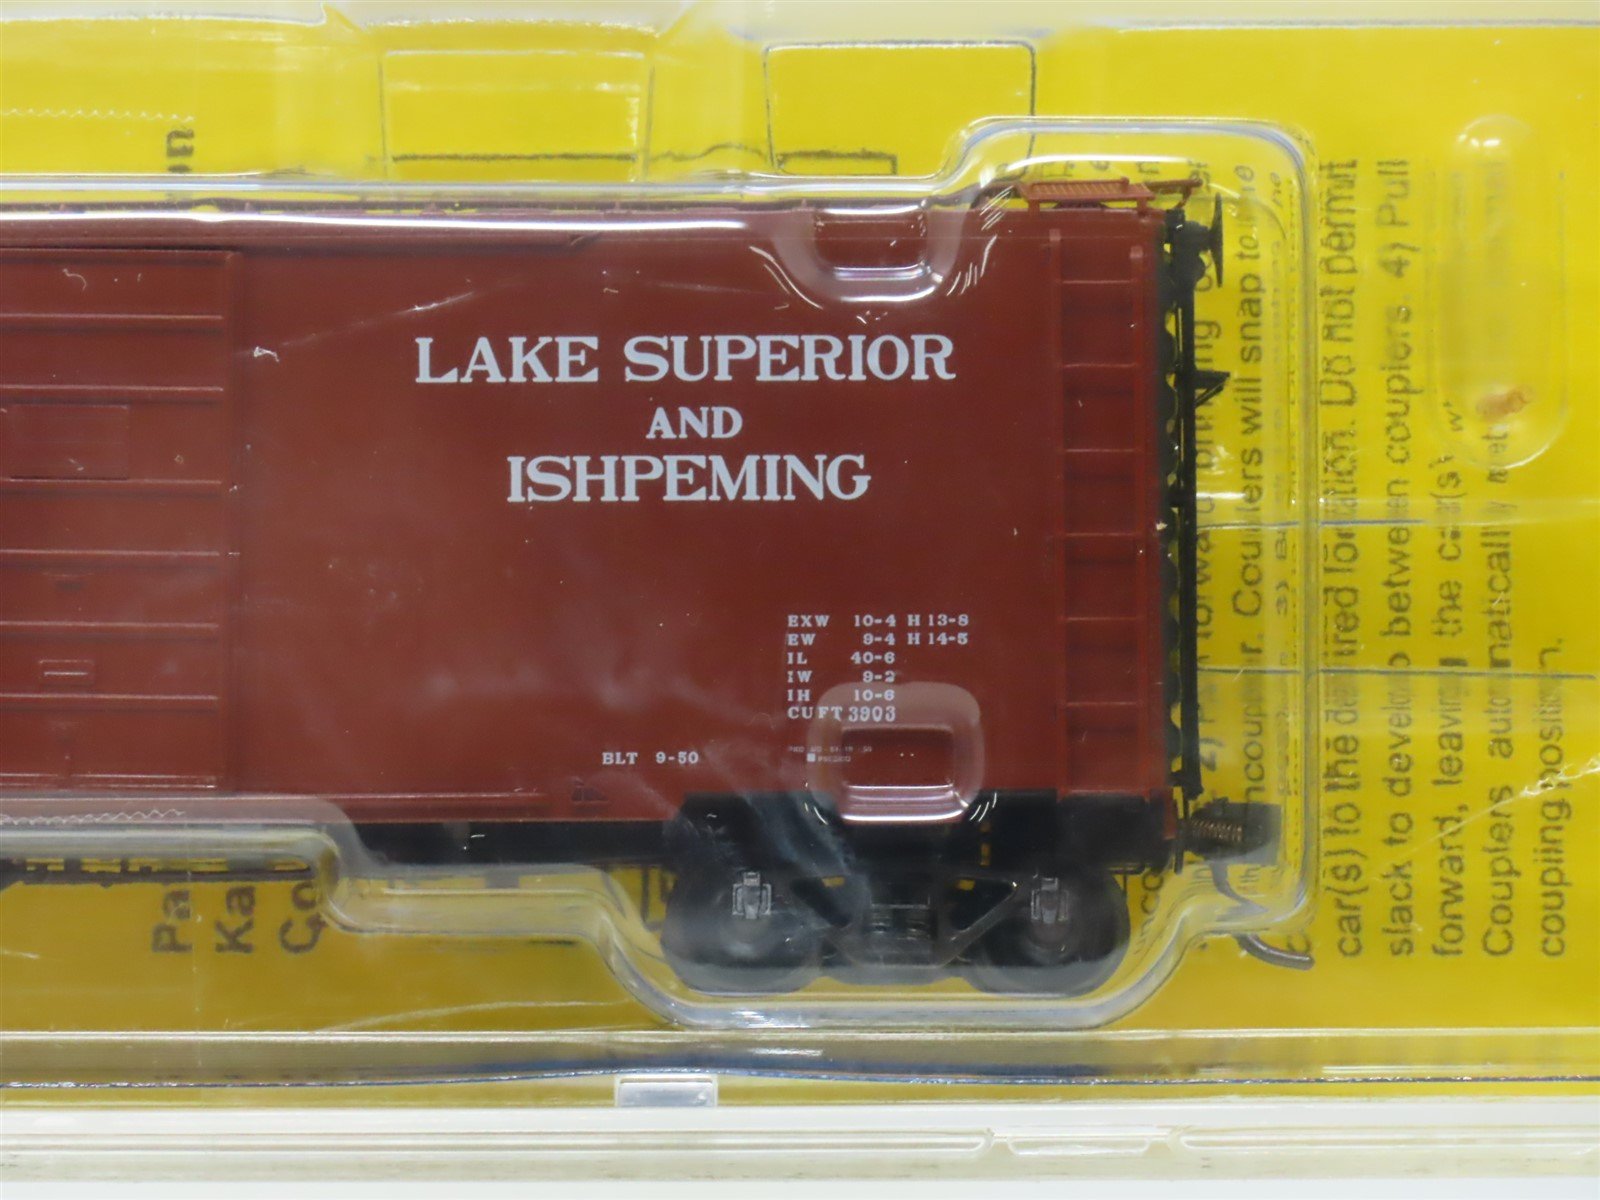 LAKE SUPERIOR
AND
ISHPEMING
EXW 10-4 H 13-8
EW 9-4 H 14-5
IL 40-6
IW 9-2
IH 10-6
CUFT 3903
BLT 9-50
Couplers will snap to
car(s) to the desired location. Do not permit
slack to develop between couplers. 4) Pull
forward, leaving the car(s)
Couplers automatically
coupling position.